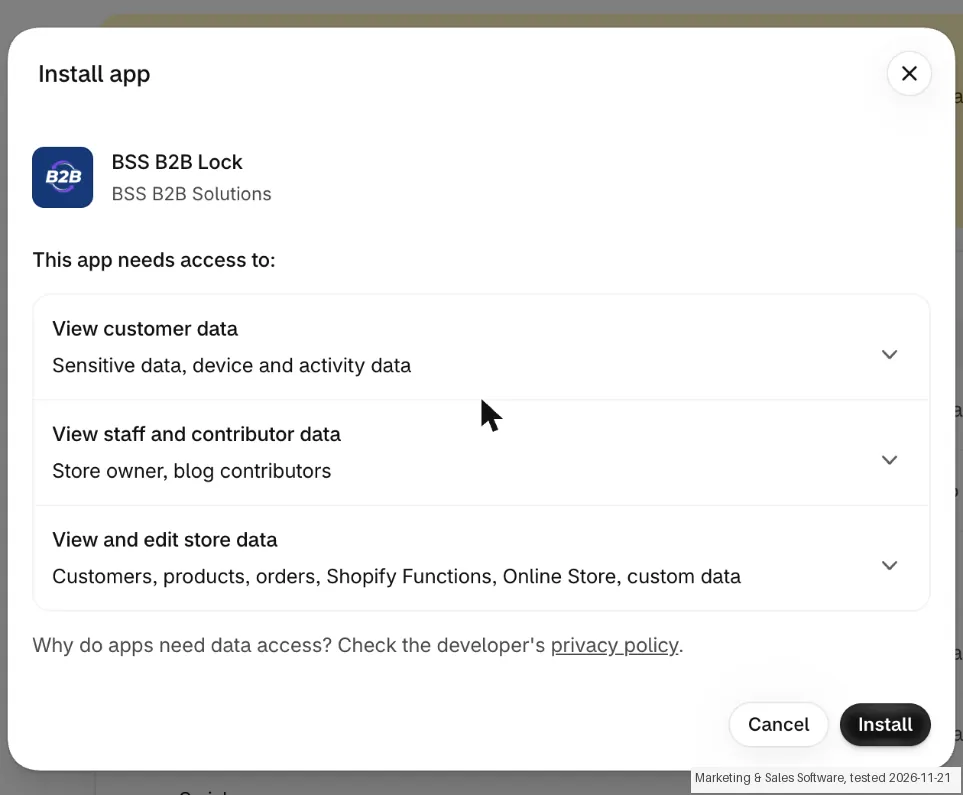 Install app
B2B
BSS B2B Lock
BSS B2B Solutions
This app needs access to:
View customer data
Sensitive data, device and activity data
View staff and contributor data
Store owner, blog contributors
View and edit store data
Customers, products, orders, Shopify Functions, Online Store, custom data
Why do apps need data access? Check the developer's privacy policy.
Cancel
Install
Marketing & Sales Software, tested 2026-11-21